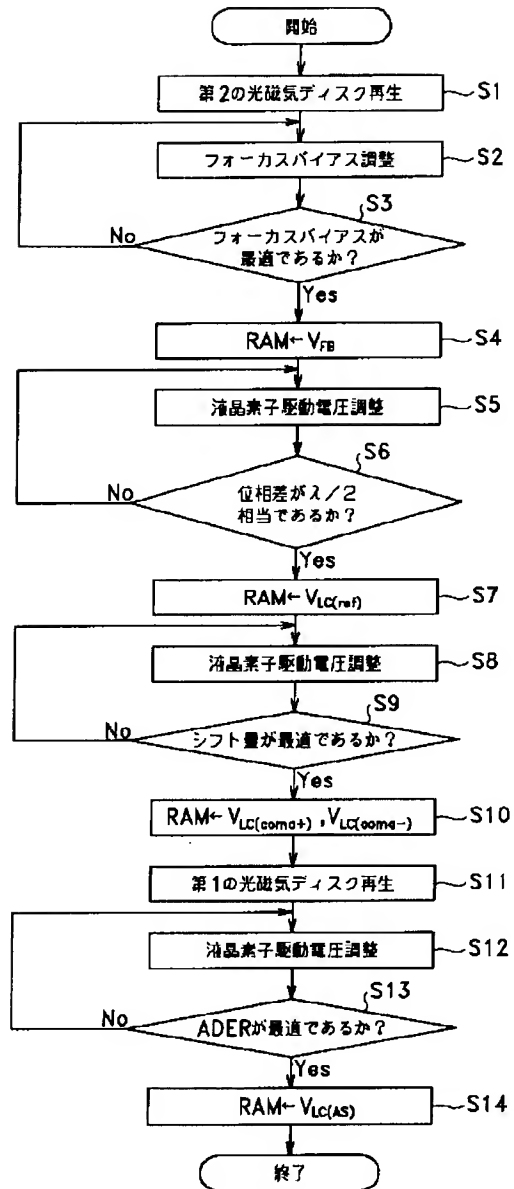 開始
第2の光磁気ディスク再生
S1
フォーカスバイアス調整
S2
S3
No
フォーカスバイアスが
最適であるか?
Yes
RAM←VFB
S4
液晶素子駆動電圧調整
S5
S6
No
位相差がλ/2
相当であるか?
Yes
RAM←VLC(ref)
S7
液晶素子駆動電圧調整
S8
S9
No
シフト量が最適であるか?
Yes
RAM←VLC(coma+),VLC(coma-)
S10
第1の光磁気ディスク再生
S11
液晶素子駆動電圧調整
S12
S13
No
ADERが最適であるか?
Yes
RAM←VLC(AS)
S14
終了